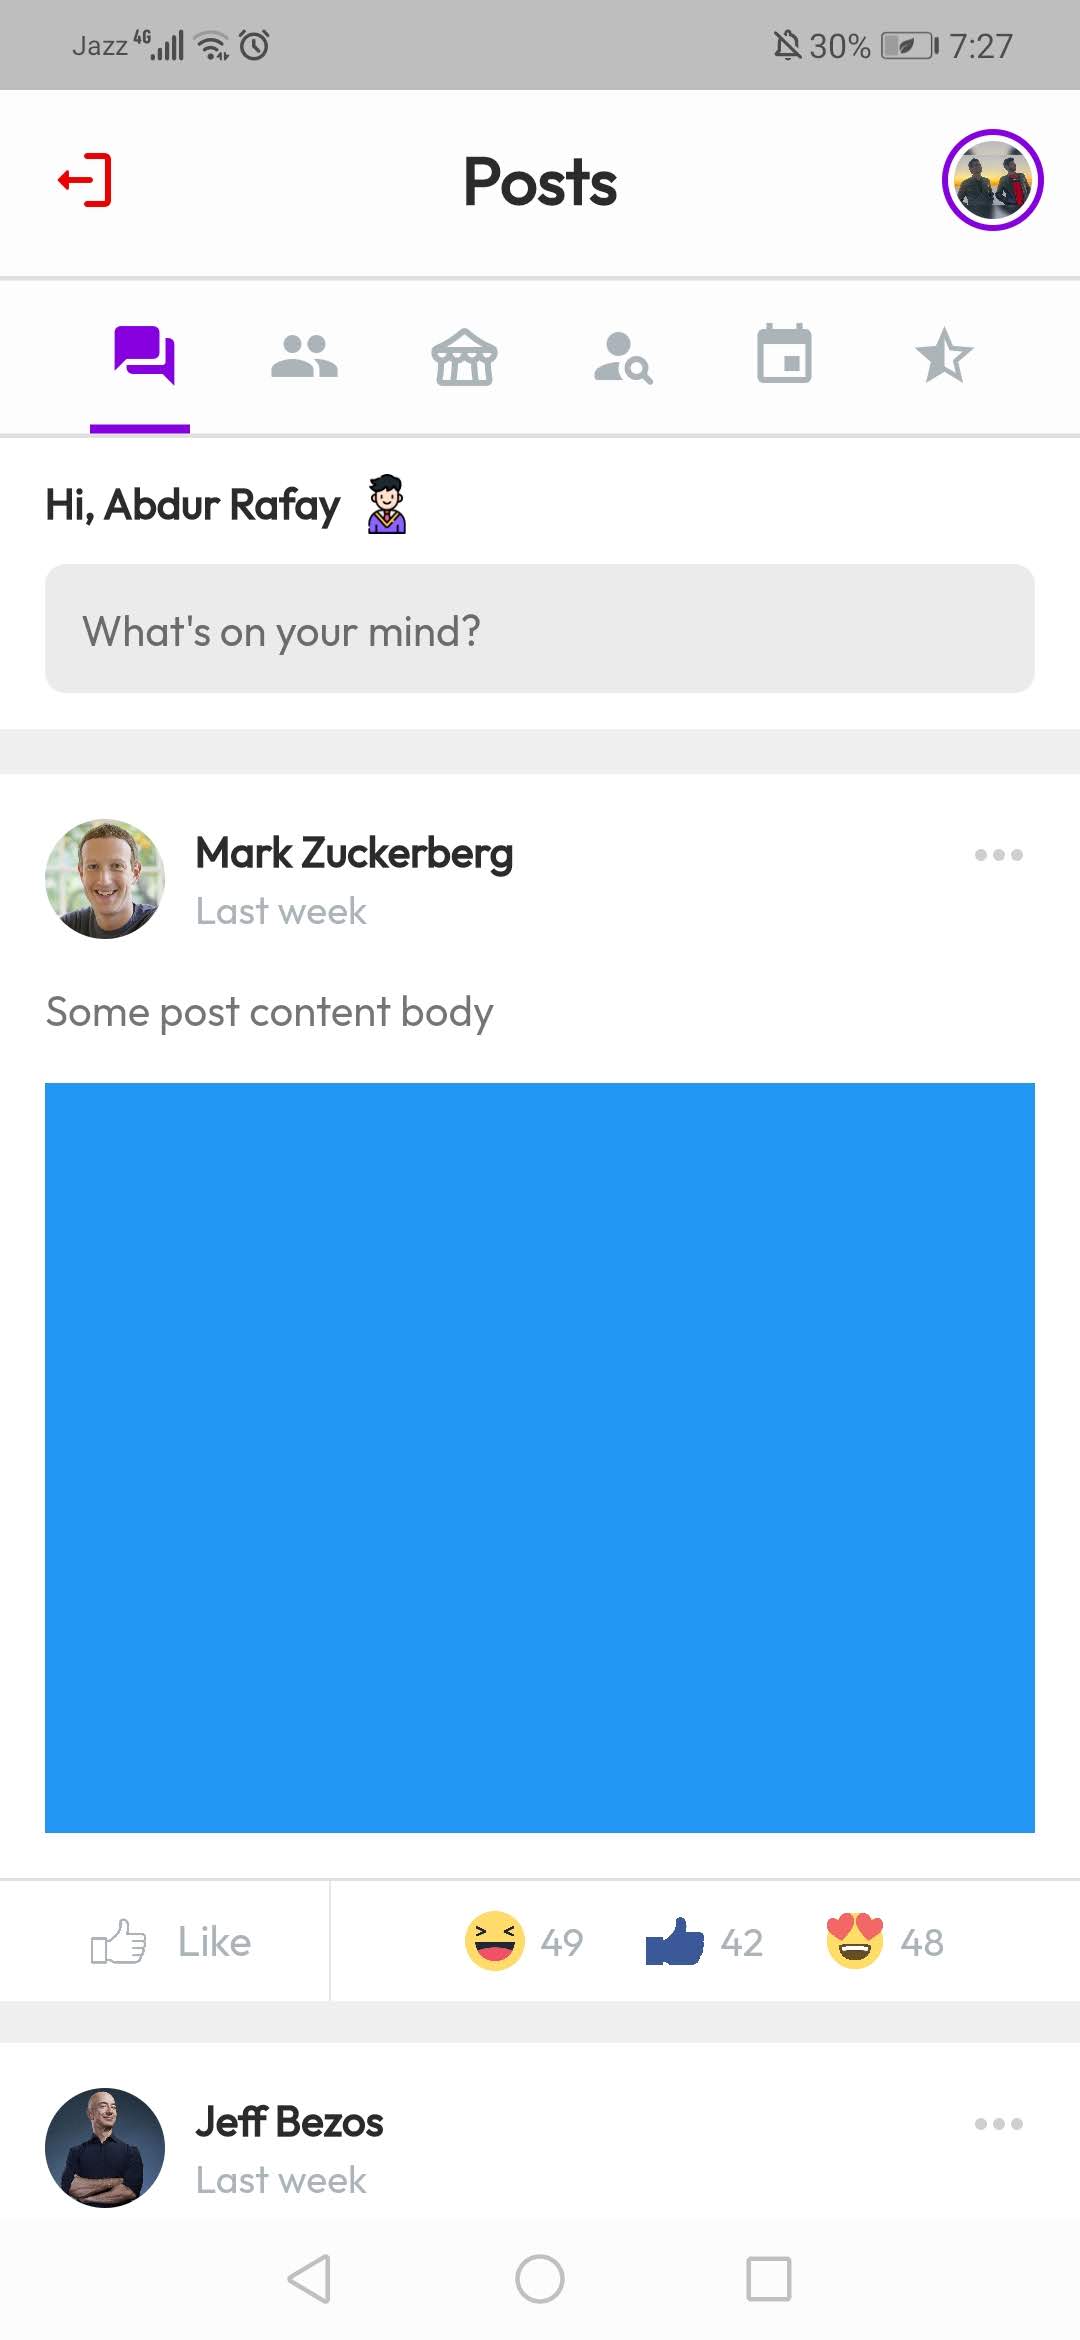 Jazz 4G 30% 7:27
Posts
Hi, Abdur Rafay
What's on your mind?
Mark Zuckerberg
Last week
Some post content body
Like 49 42 48
Jeff Bezos
Last week